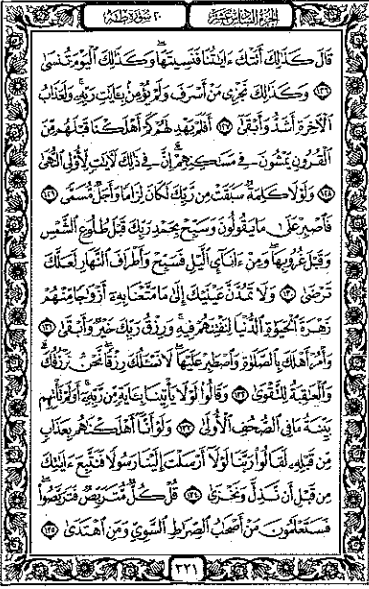 الجزء السادس عشر
٢٠ سورة طه
قَالَ كَذَٰلِكَ أَتَتْكَ ءَايَٰتُنَا فَنَسِيتَهَا ۖ وَكَذَٰلِكَ ٱلْيَوْمَ تُنسَىٰ
۝١٢٦ وَكَذَٰلِكَ نَجْزِى مَنْ أَسْرَفَ وَلَمْ يُؤْمِنۢ بِـَٔايَٰتِ رَبِّهِۦ ۚ وَلَعَذَابُ
ٱلْءَاخِرَةِ أَشَدُّ وَأَبْقَىٰٓ ۝١٢٧ أَفَلَمْ يَهْدِ لَهُمْ كَمْ أَهْلَكْنَا قَبْلَهُم مِّنَ
ٱلْقُرُونِ يَمْشُونَ فِى مَسَٰكِنِهِمْ ۗ إِنَّ فِى ذَٰلِكَ لَءَايَٰتٍ لِّأُو۟لِى ٱلنُّهَىٰ
۝١٢٨ وَلَوْلَا كَلِمَةٌ سَبَقَتْ مِن رَّبِّكَ لَكَانَ لِزَامًا وَأَجَلٌ مُّسَمًّى ۝١٢٩
فَٱصْبِرْ عَلَىٰ مَا يَقُولُونَ وَسَبِّحْ بِحَمْدِ رَبِّكَ قَبْلَ طُلُوعِ ٱلشَّمْسِ
وَقَبْلَ غُرُوبِهَا ۖ وَمِنْ ءَانَآئِ ٱلَّيْلِ فَسَبِّحْ وَأَطْرَافَ ٱلنَّهَارِ لَعَلَّكَ
تَرْضَىٰ ۝١٣٠ وَلَا تَمُدَّنَّ عَيْنَيْكَ إِلَىٰ مَا مَتَّعْنَا بِهِۦٓ أَزْوَٰجًا مِّنْهُمْ
زَهْرَةَ ٱلْحَيَوٰةِ ٱلدُّنْيَا لِنَفْتِنَهُمْ فِيهِ ۚ وَرِزْقُ رَبِّكَ خَيْرٌ وَأَبْقَىٰ ۝١٣١
وَأْمُرْ أَهْلَكَ بِٱلصَّلَوٰةِ وَٱصْطَبِرْ عَلَيْهَا ۖ لَا نَسْـَٔلُكَ رِزْقًا ۖ نَّحْنُ نَرْزُقُكَ ۗ
وَٱلْعَٰقِبَةُ لِلتَّقْوَىٰ ۝١٣٢ وَقَالُوا۟ لَوْلَا يَأْتِينَا بِـَٔايَةٍ مِّن رَّبِّهِۦٓ ۚ أَوَلَمْ تَأْتِهِم
بَيِّنَةُ مَا فِى ٱلصُّحُفِ ٱلْأُولَىٰ ۝١٣٣ وَلَوْ أَنَّآ أَهْلَكْنَٰهُم بِعَذَابٍ
مِّن قَبْلِهِۦ لَقَالُوا۟ رَبَّنَا لَوْلَآ أَرْسَلْتَ إِلَيْنَا رَسُولًا فَنَتَّبِعَ ءَايَٰتِكَ
مِن قَبْلِ أَن نَّذِلَّ وَنَخْزَىٰ ۝١٣٤ قُلْ كُلٌّ مُّتَرَبِّصٌ فَتَرَبَّصُوا۟ ۖ
فَسَتَعْلَمُونَ مَنْ أَصْحَٰبُ ٱلصِّرَٰطِ ٱلسَّوِىِّ وَمَنِ ٱهْتَدَىٰ ۝١٣٥
٣٢١